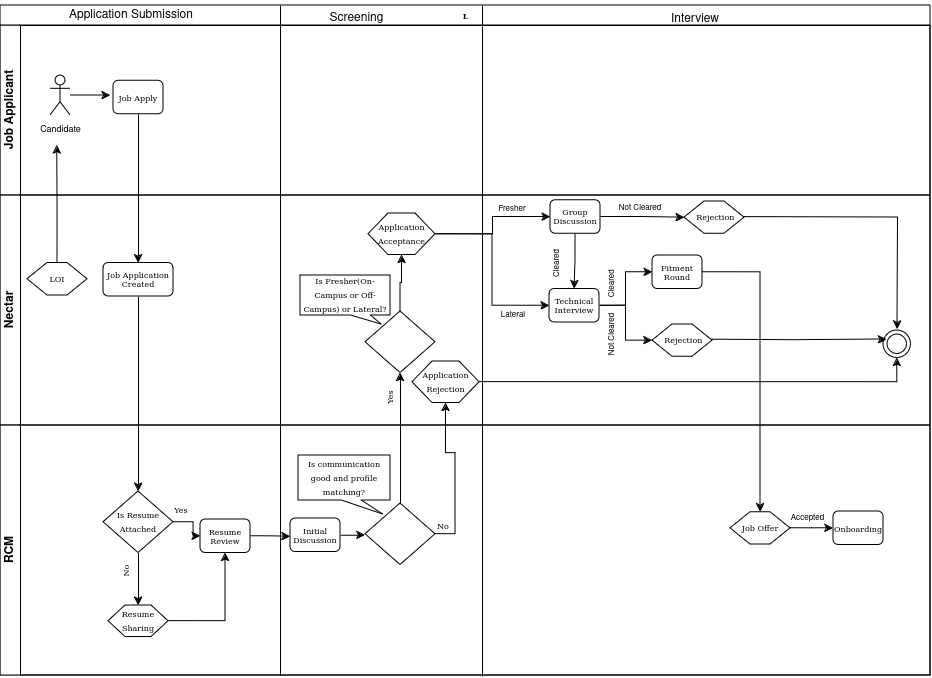 Application Submission
Screening
L
Interview
Job Applicant
Candidate
Job Apply
Nectar
LOI
Job Application
Created
Application
Acceptance
Is Fresher(On-
Campus or Off-
Campus) or Lateral?
Application
Rejection
Yes
Fresher
Lateral
Group
Discussion
Not Cleared
Rejection
Cleared
Technical
Interview
Cleared
Not Cleared
Fitment
Round
Rejection
RCM
Is Resume
Attached
Yes
No
Resume
Sharing
Resume
Review
Initial
Discussion
Is communication
good and profile
matching?
No
Job Offer
Accepted
Onboarding